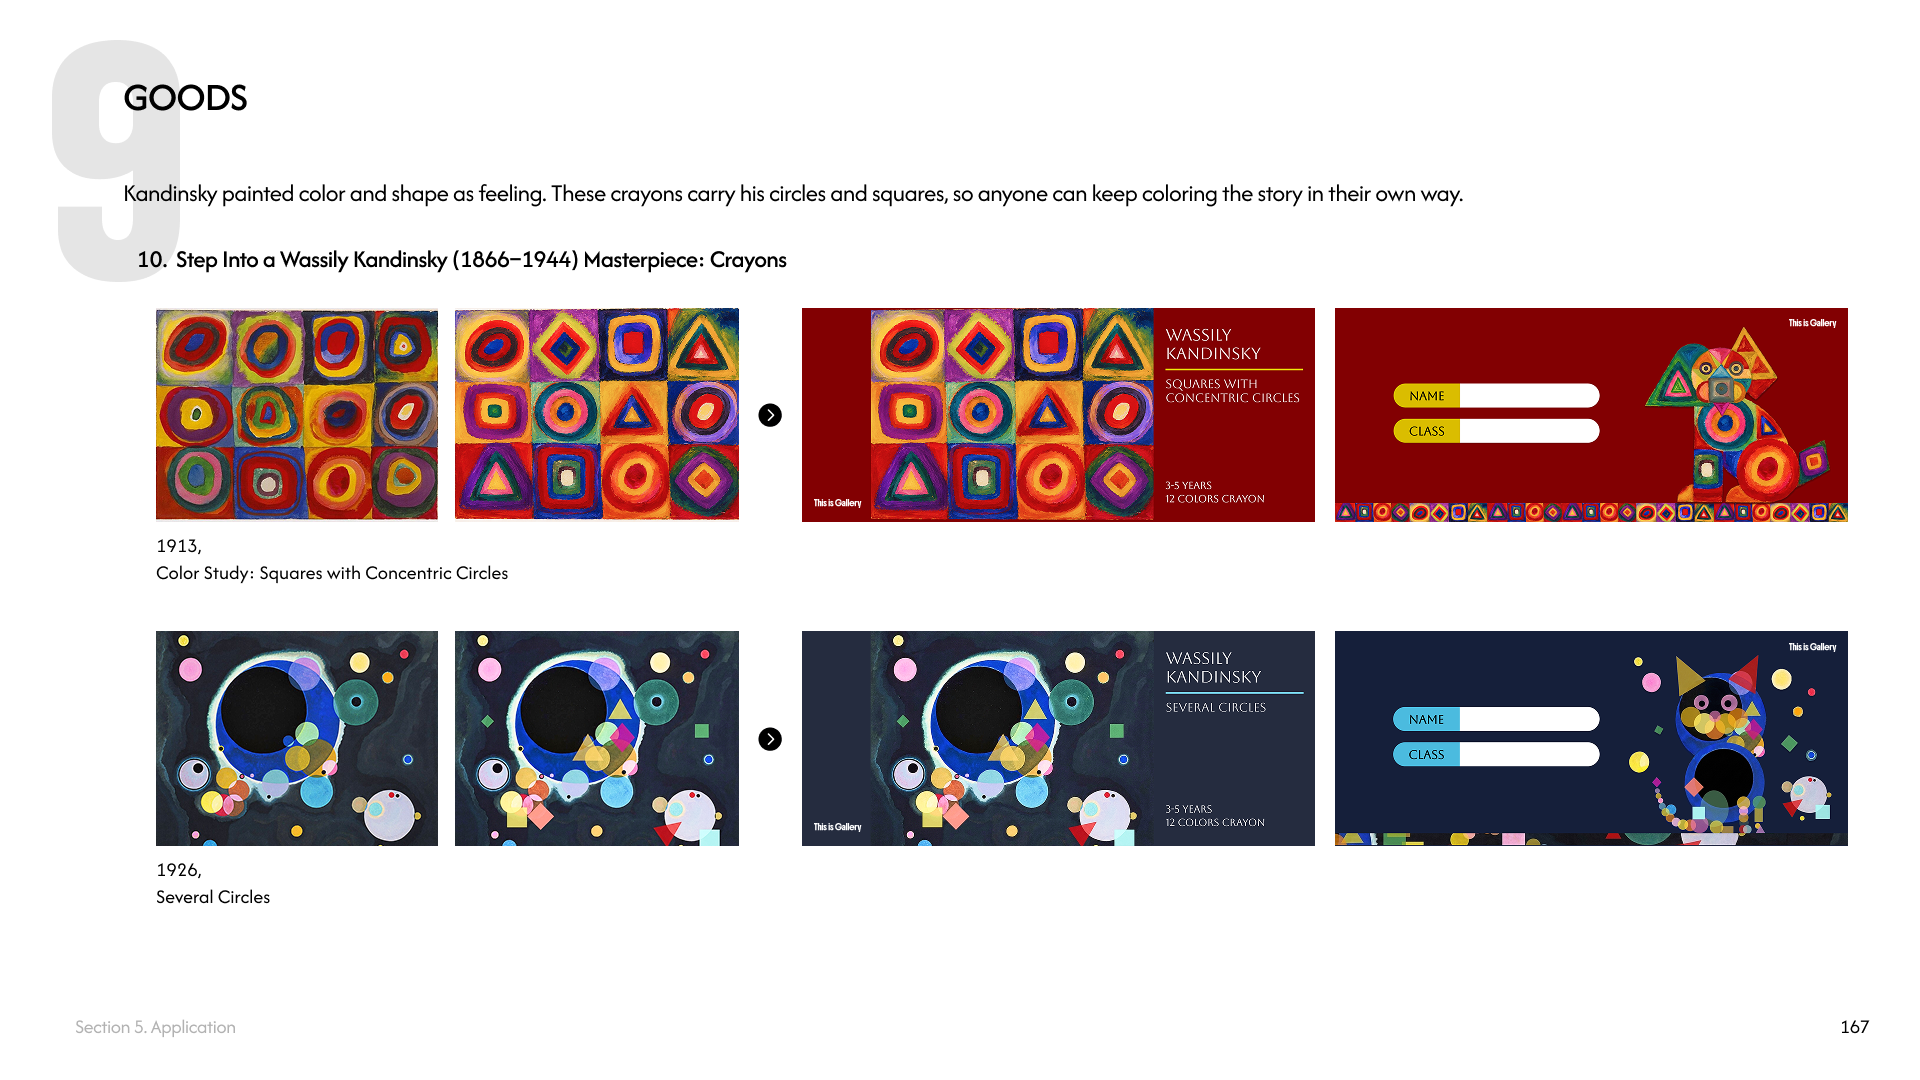 9
GOODS
Kandinsky painted color and shape as feeling. These crayons carry his circles and squares, so anyone can keep coloring the story in their own way.
10. Step Into a Wassily Kandinsky (1866–1944) Masterpiece: Crayons
WASSILY
KANDINSKY
SQUARES WITH
CONCENTRIC CIRCLES
3-5 YEARS
12 COLORS CRAYON
This is Gallery
This is Gallery
NAME
CLASS
1913,
Color Study: Squares with Concentric Circles
WASSILY
KANDINSKY
SEVERAL CIRCLES
3-5 YEARS
12 COLORS CRAYON
This is Gallery
This is Gallery
NAME
CLASS
1926,
Several Circles
Section 5. Application
167